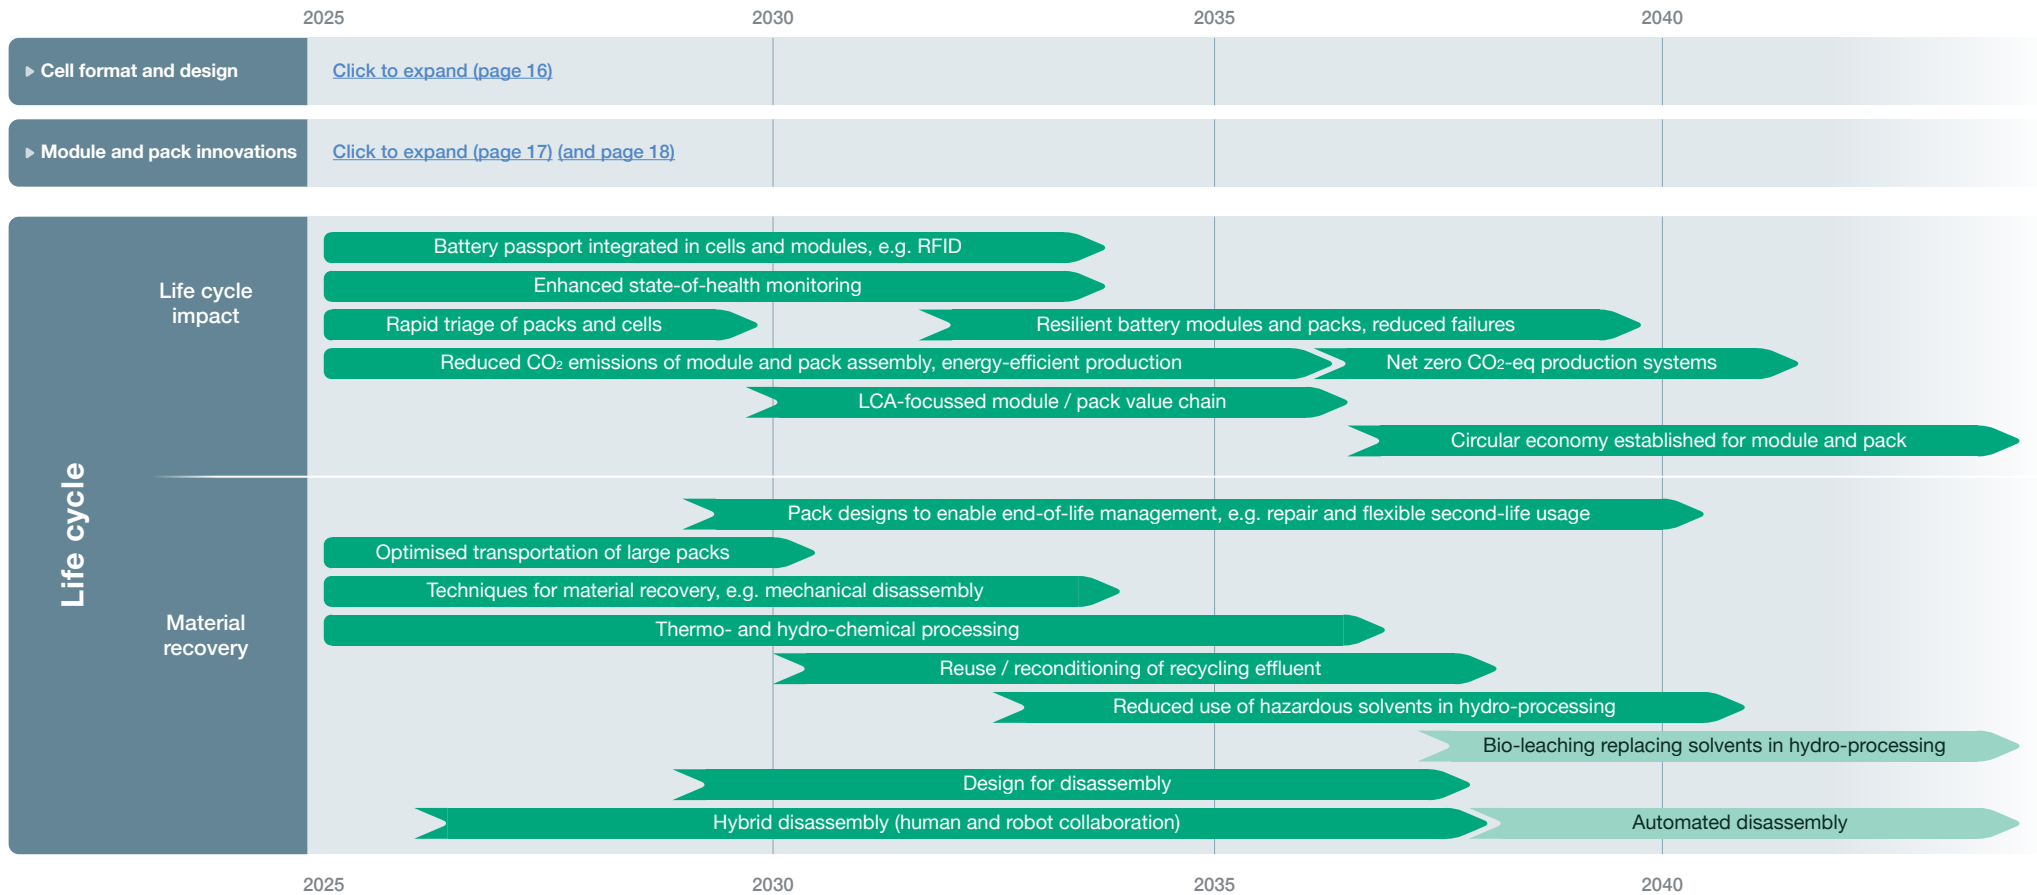 2025 2030 2035 2040
Cell format and design
Click to expand (page 16)
Module and pack innovations
Click to expand (page 17) (and page 18)
Life cycle
Life cycle
impact
Battery passport integrated in cells and modules, e.g. RFID
Enhanced state-of-health monitoring
Rapid triage of packs and cells
Resilient battery modules and packs, reduced failures
Reduced CO₂ emissions of module and pack assembly, energy-efficient production
Net zero CO₂-eq production systems
LCA-focussed module / pack value chain
Circular economy established for module and pack
Material
recovery
Pack designs to enable end-of-life management, e.g. repair and flexible second-life usage
Optimised transportation of large packs
Techniques for material recovery, e.g. mechanical disassembly
Thermo- and hydro-chemical processing
Reuse / reconditioning of recycling effluent
Reduced use of hazardous solvents in hydro-processing
Bio-leaching replacing solvents in hydro-processing
Design for disassembly
Hybrid disassembly (human and robot collaboration)
Automated disassembly
2025 2030 2035 2040